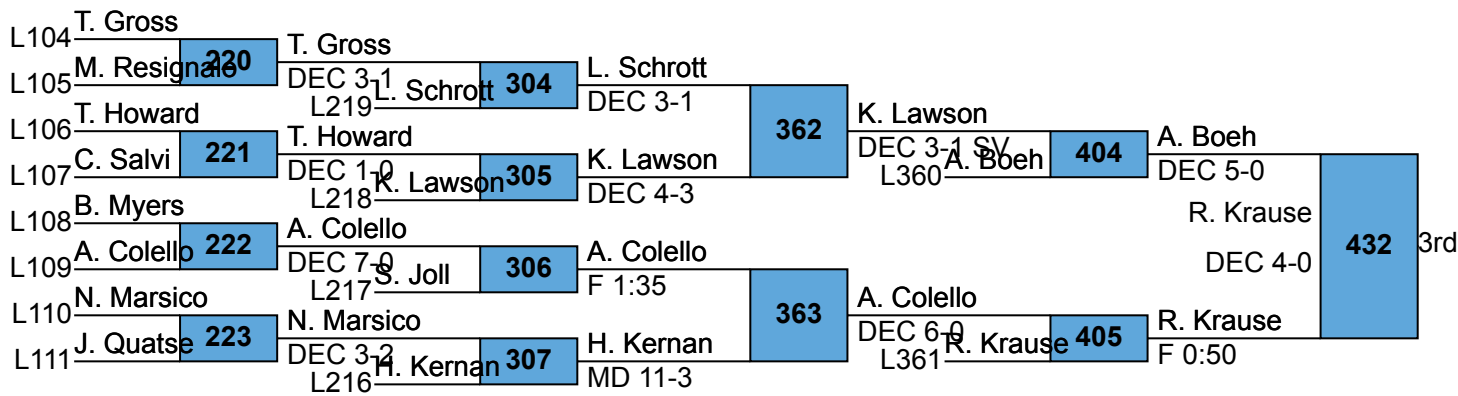 L104 T. Gross
220
L105 M. Resignalo
T. Gross
DEC 3-1
L106 T. Howard
221
L107 C. Salvi
T. Howard
DEC 1-0
L108 B. Myers
222
L109 A. Colello
A. Colello
DEC 7-0
L110 N. Marsico
223
L111 J. Quatse
N. Marsico
DEC 3-2
L219 L. Schrott
304
L. Schrott
DEC 3-1
L218 K. Lawson
305
K. Lawson
DEC 4-3
L217 S. Joll
306
A. Colello
F 1:35
L216 H. Kernan
307
H. Kernan
MD 11-3
362
K. Lawson
DEC 3-1 SV
363
A. Colello
DEC 6-0
L360 A. Boeh
404
A. Boeh
DEC 5-0
L361 R. Krause
405
R. Krause
F 0:50
R. Krause
DEC 4-0
432
3rd